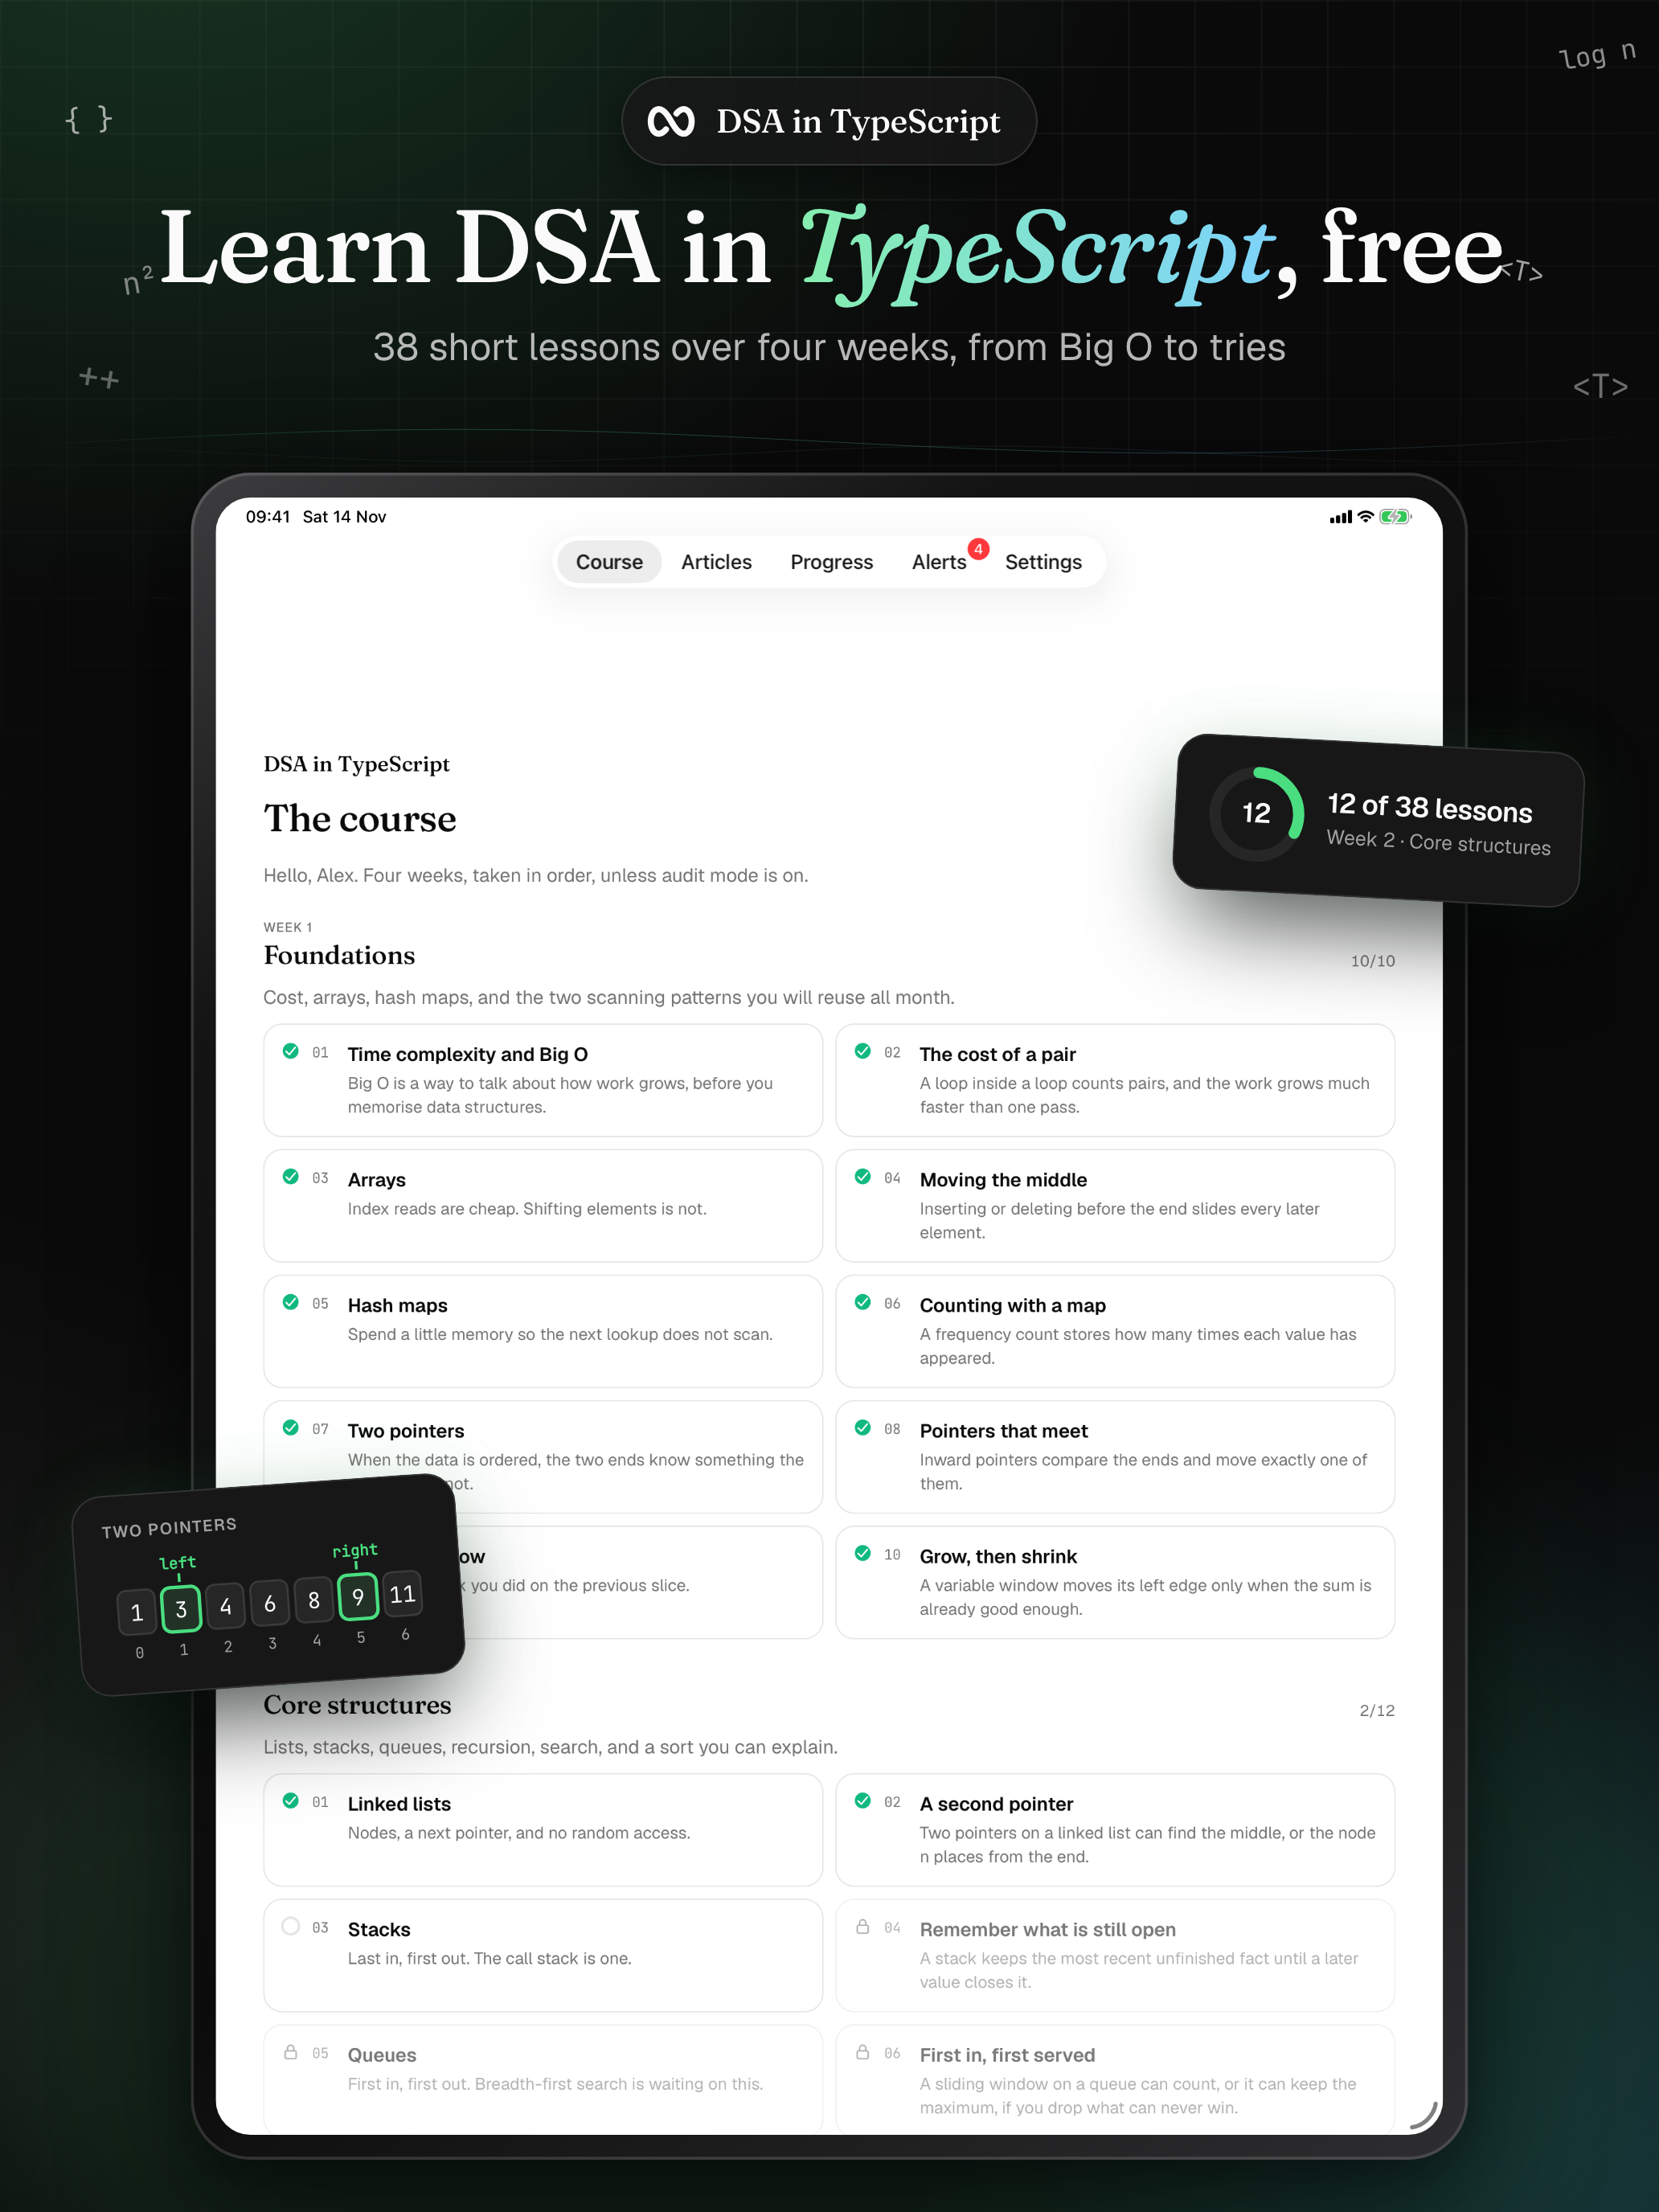 log n
{ }
DSA in TypeScript
Learn DSA in TypeScript, free
n²
<T>
38 short lessons over four weeks, from Big O to tries
++
<T>
09:41 Sat 14 Nov
Course Articles Progress Alerts 4 Settings
DSA in TypeScript
The course
Hello, Alex. Four weeks, taken in order, unless audit mode is on.
12
12 of 38 lessons
Week 2 · Core structures
WEEK 1
Foundations
10/10
Cost, arrays, hash maps, and the two scanning patterns you will reuse all month.
01 Time complexity and Big O
Big O is a way to talk about how work grows, before you
memorise data structures.
02 The cost of a pair
A loop inside a loop counts pairs, and the work grows much
faster than one pass.
03 Arrays
Index reads are cheap. Shifting elements is not.
04 Moving the middle
Inserting or deleting before the end slides every later
element.
05 Hash maps
Spend a little memory so the next lookup does not scan.
06 Counting with a map
A frequency count stores how many times each value has
appeared.
07 Two pointers
When the data is ordered, the two ends know something the
not.
08 Pointers that meet
Inward pointers compare the ends and move exactly one of
them.
you did on the previous slice.
10 Grow, then shrink
A variable window moves its left edge only when the sum is
already good enough.
TWO POINTERS
left right
1 3 4 6 8 9 11
0 1 2 3 4 5 6
Core structures
2/12
Lists, stacks, queues, recursion, search, and a sort you can explain.
01 Linked lists
Nodes, a next pointer, and no random access.
02 A second pointer
Two pointers on a linked list can find the middle, or the node
n places from the end.
03 Stacks
Last in, first out. The call stack is one.
04 Remember what is still open
A stack keeps the most recent unfinished fact until a later
value closes it.
05 Queues
First in, first out. Breadth-first search is waiting on this.
06 First in, first served
A sliding window on a queue can count, or it can keep the
maximum, if you drop what can never win.